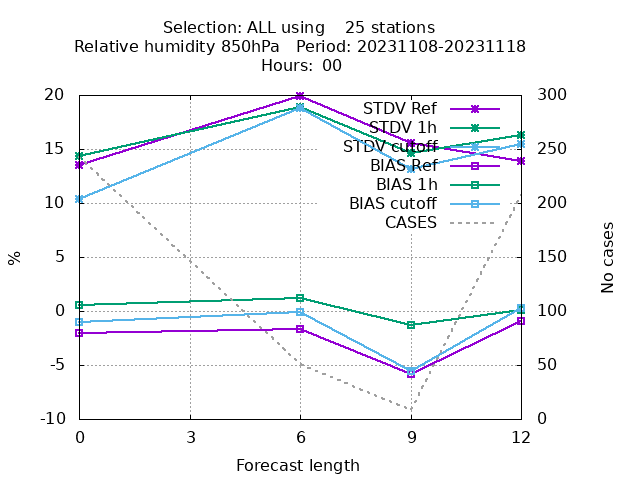 Selection: ALL using    25 stations
Relative humidity 850hPa   Period: 20231108-20231118
Hours: 00
20
15
10
5
0
-5
-10
%
300
250
200
150
100
50
0
No cases
STDV Ref
STDV 1h
STDV cutoff
BIAS Ref
BIAS 1h
BIAS cutoff
CASES
0 3 6 9 12
Forecast length